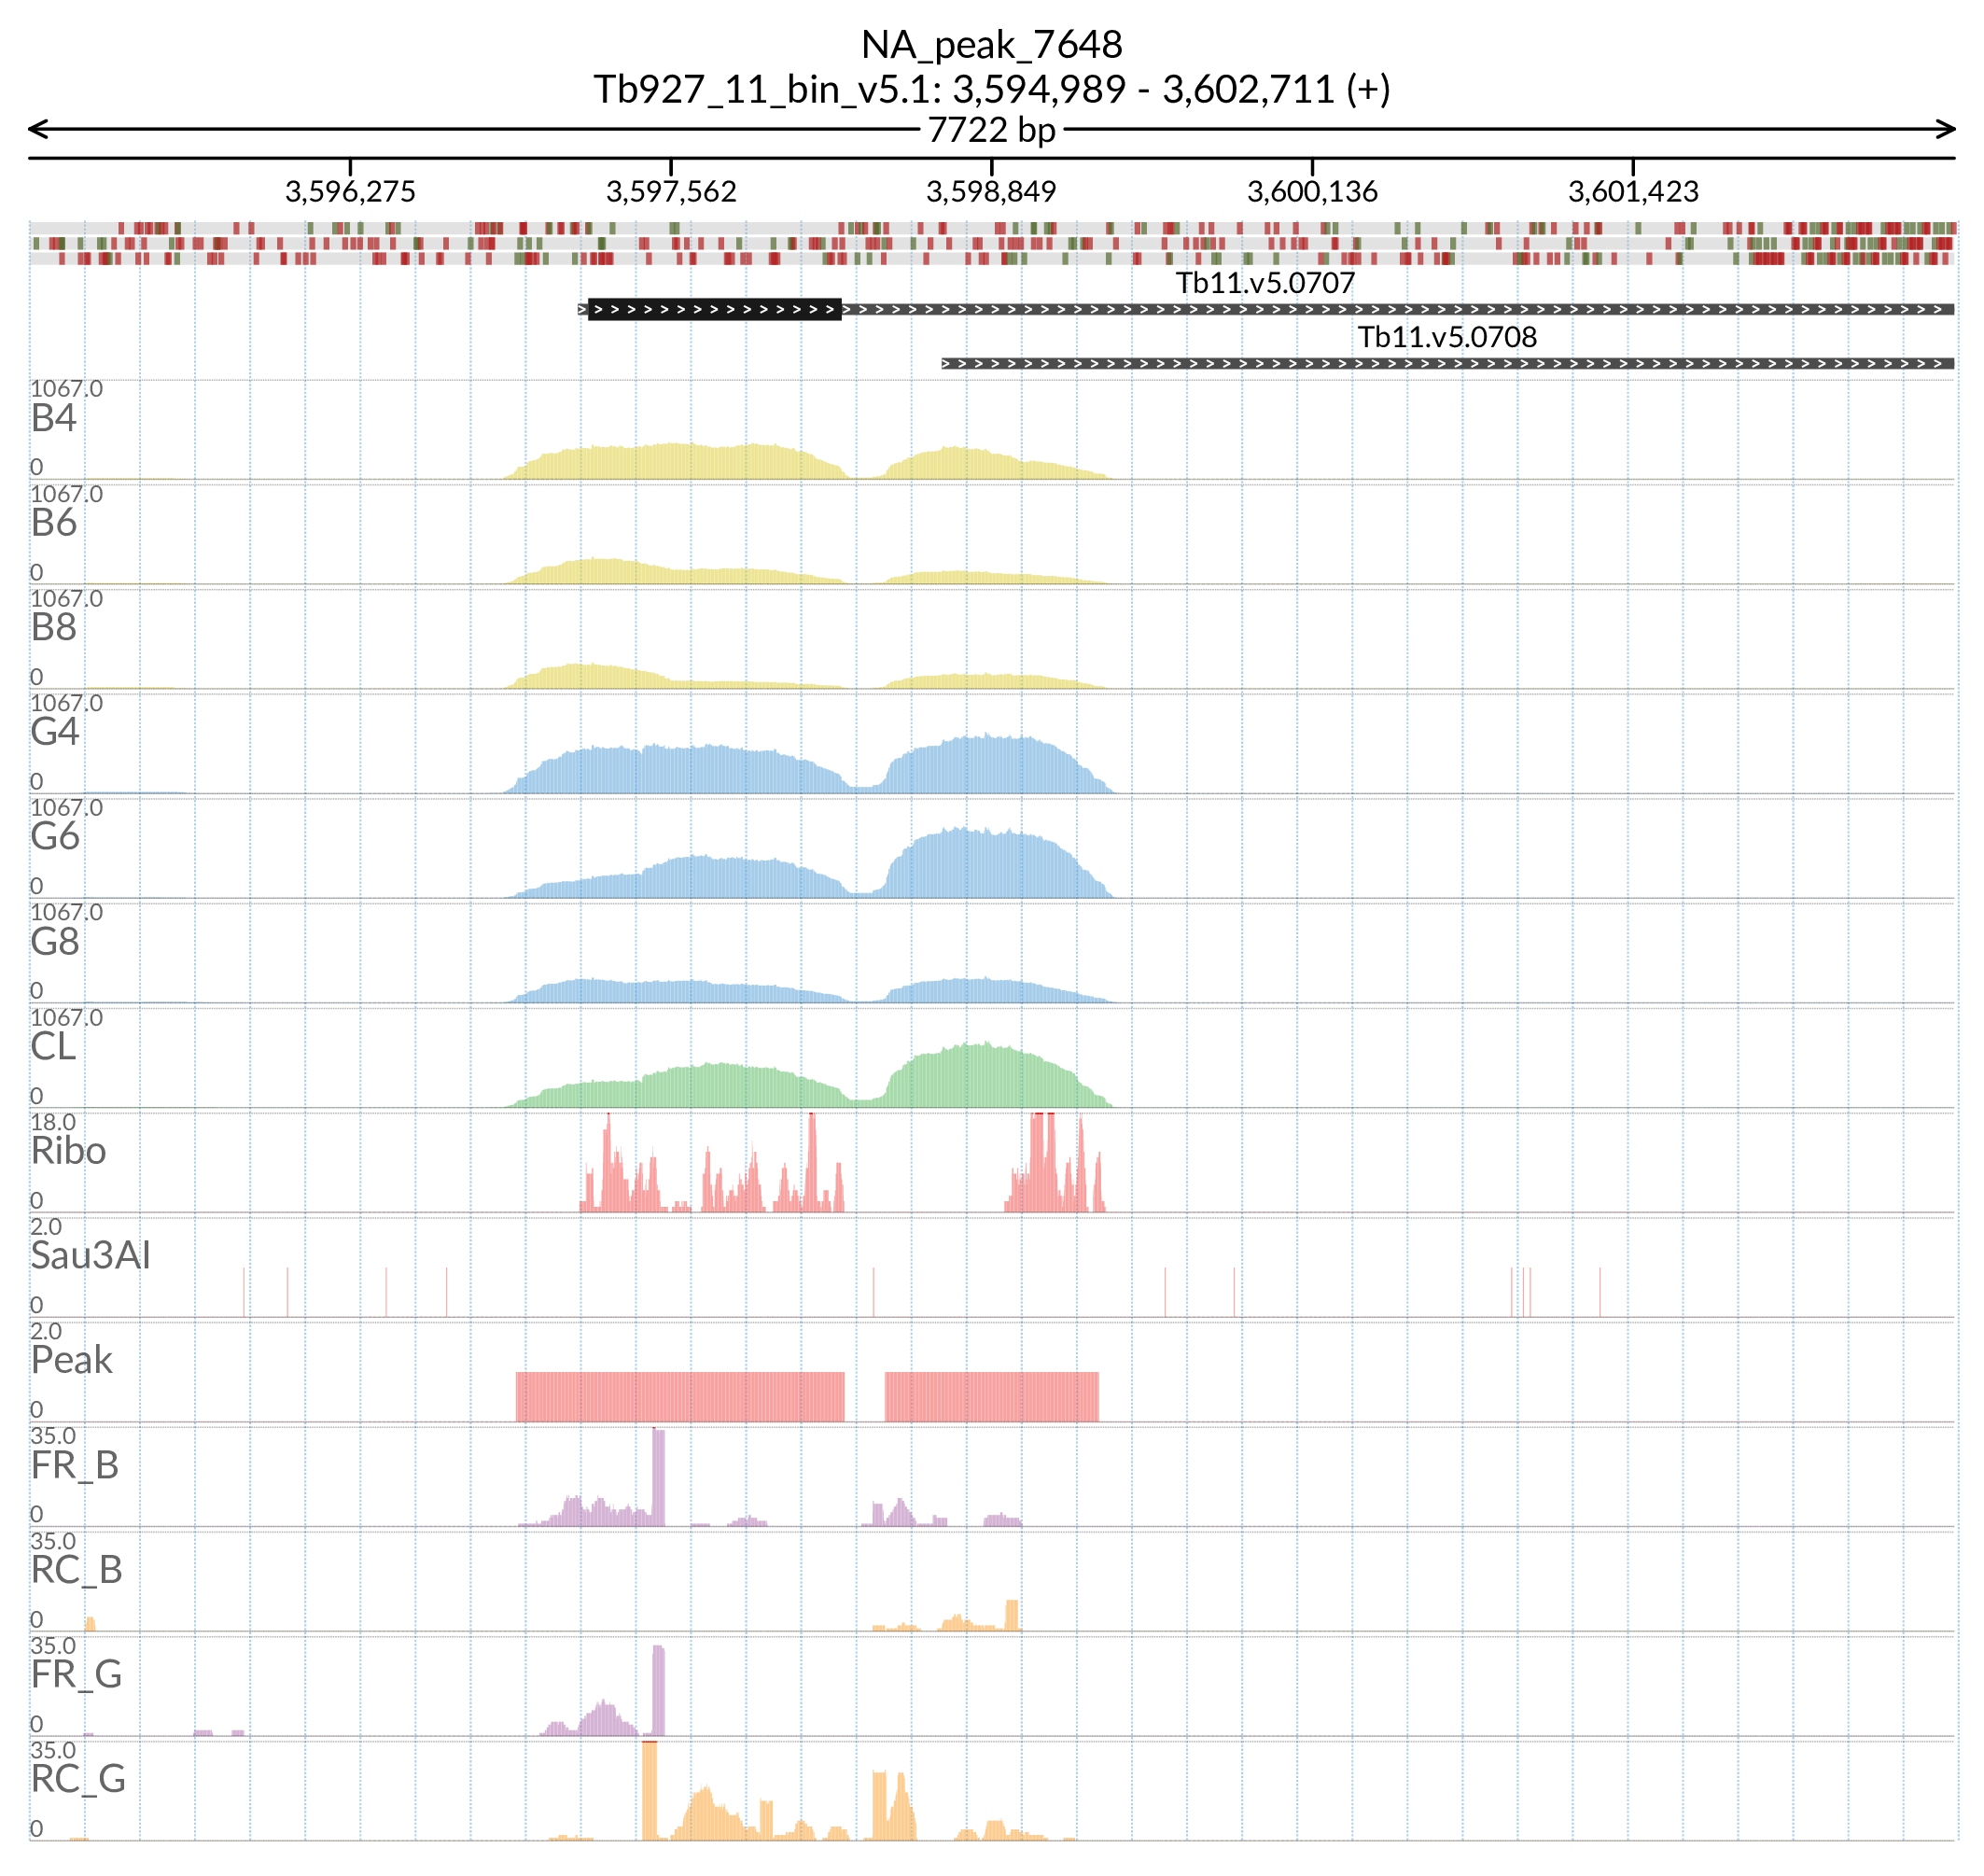 NA_peak_7648
Tb927_11_bin_v5.1: 3,594,989 - 3,602,711 (+)
7722 bp
3,596,275 3,597,562 3,598,849 3,600,136 3,601,423
Tb11.v5.0707
Tb11.v5.0708
1067.0
B4
0
1067.0
B6
0
1067.0
B8
0
1067.0
G4
0
1067.0
G6
0
1067.0
G8
0
1067.0
CL
0
18.0
Ribo
0
2.0
Sau3AI
0
2.0
Peak
0
35.0
FR_B
0
35.0
RC_B
0
35.0
FR_G
0
35.0
RC_G
0